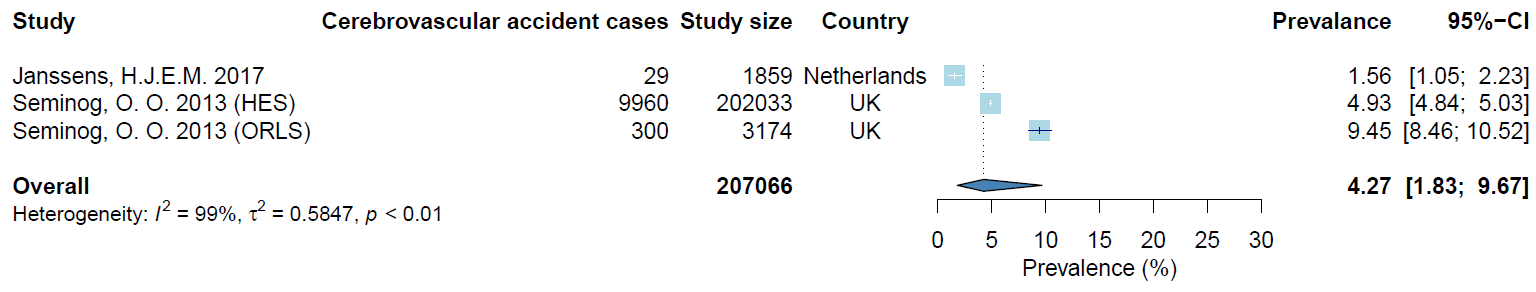 Study Cerebrovascular accident cases Study size Country Prevalance 95%−CI
Janssens, H.J.E.M. 2017 29 1859 Netherlands 1.56 [1.05; 2.23]
Seminog, O. O. 2013 (HES) 9960 202033 UK 4.93 [4.84; 5.03]
Seminog, O. O. 2013 (ORLS) 300 3174 UK 9.45 [8.46; 10.52]
Overall 207066 4.27 [1.83; 9.67]
Heterogeneity: I² = 99%, τ² = 0.5847, p < 0.01
0 5 10 15 20 25 30
Prevalence (%)